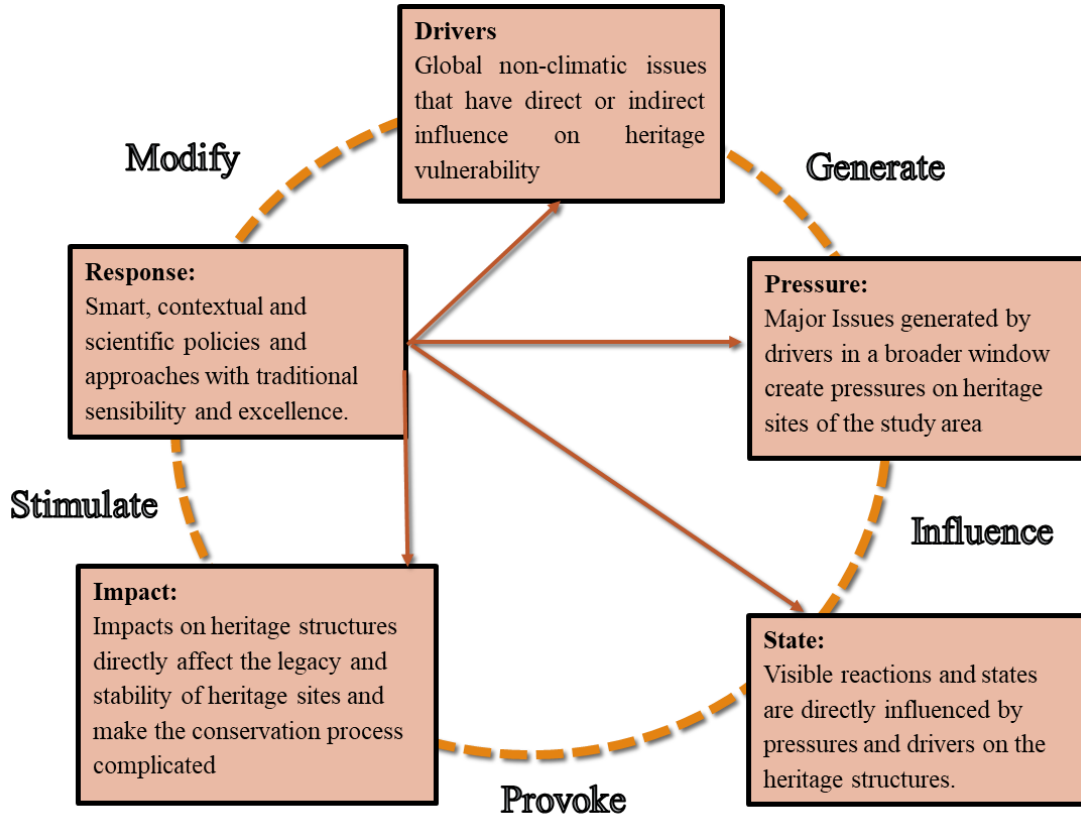 Drivers
Global non-climatic issues
that have direct or indirect
influence on heritage
vulnerability
Modify
Generate
Response:
Smart, contextual and
scientific policies and
approaches with traditional
sensibility and excellence.
Pressure:
Major Issues generated by
drivers in a broader window
create pressures on heritage
sites of the study area
Stimulate
Influence
Impact:
Impacts on heritage structures
directly affect the legacy and
stability of heritage sites and
make the conservation process
complicated
State:
Visible reactions and states
are directly influenced by
pressures and drivers on the
heritage structures.
Provoke